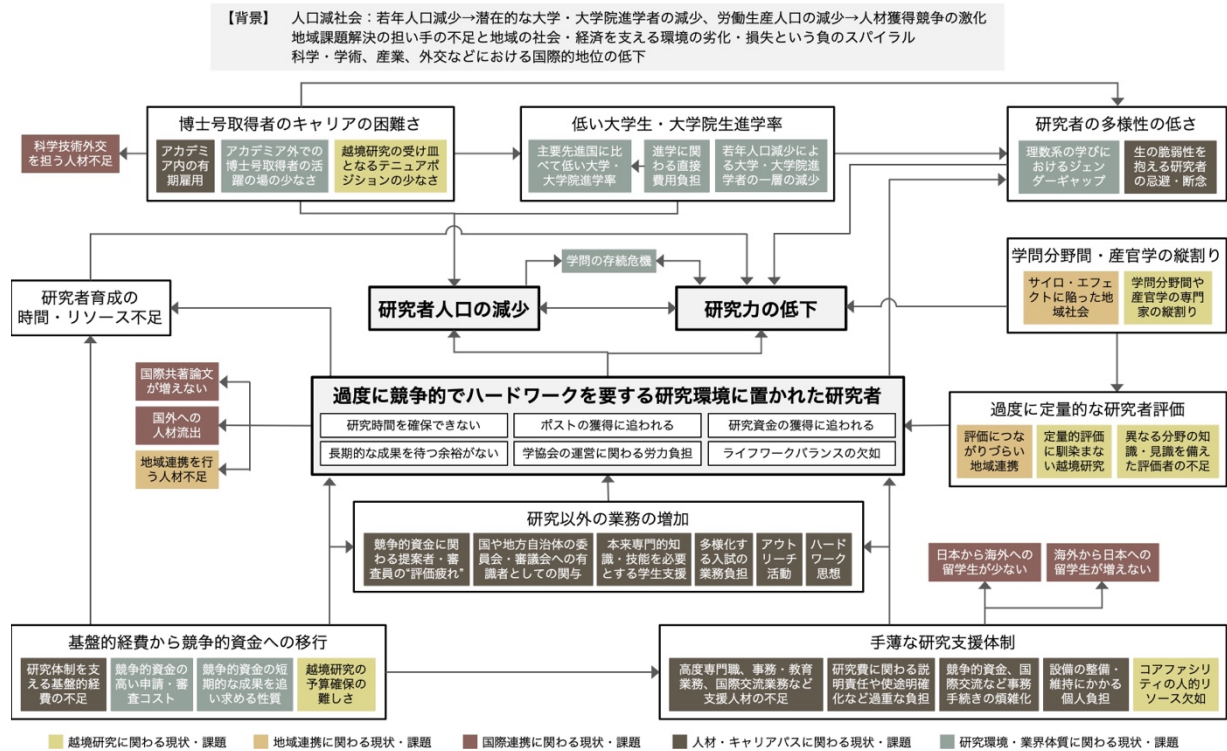 【背景】 人口減社会：若年人口減少→潜在的な大学・大学院進学者の減少、労働生産人口の減少→人材獲得競争の激化
地域課題解決の担い手の不足と地域の社会・経済を支える環境の劣化・損失という負のスパイラル
科学・学術、産業、外交などにおける国際的地位の低下
博士号取得者のキャリアの困難さ
アカデミ
ア内の有
期雇用
アカデミア外での
博士号取得者の活
躍の場の少なさ
越境研究の受け皿
となるテニュアポ
ジションの少なさ
科学技術外交
を担う人材不足
低い大学生・大学院生進学率
主要先進国に比
べて低い大学・
大学院進学率
進学に関
わる直接
費用負担
若年人口減少によ
る大学・大学院進
学者の一層の減少
研究者の多様性の低さ
理数系の学びに
おけるジェン
ダーギャップ
生の脆弱性を
抱える研究者
の忌避・断念
学問の存続危機
研究者人口の減少
研究力の低下
学問分野間・産官学の縦割り
サイロ・エフェ
クトに陥った地
域社会
学問分野間や
産官学の専門
家の縦割り
研究者育成の
時間・リソース不足
国際共著論文
が増えない
国外への
人材流出
地域連携を行
う人材不足
過度に競争的でハードワークを要する研究環境に置かれた研究者
研究時間を確保できない
ポストの獲得に追われる
研究資金の獲得に追われる
長期的な成果を待つ余裕がない
学協会の運営に関わる労力負担
ライフワークバランスの欠如
過度に定量的な研究者評価
評価につな
がりづらい
地域連携
定量的評価
に馴染まな
い越境研究
異なる分野の知
識・見識を備え
た評価者の不足
研究以外の業務の増加
競争的資金に関
わる提案者・審
査員の“評価疲れ”
国や地方自治体の委
員会・審議会への有
識者としての関与
本来専門的知
識・技能を必要
とする学生支援
多様化す
る入試の
業務負担
アウト
リーチ
活動
ハード
ワーク
思想
日本から海外への
留学生が少ない
海外から日本への
留学生が増えない
基盤的経費から競争的資金への移行
研究体制を支
える基盤的経
費の不足
競争的資金の
高い申請・審
査コスト
競争的資金の短
期的な成果を追
い求める性質
越境研究の
予算確保の
難しさ
手薄な研究支援体制
高度専門職、事務・教育
業務、国際交流業務など
支援人材の不足
研究費に関わる説
明責任や使途明確
化など過重な負担
競争的資金、国
際交流など事務
手続きの煩雑化
設備の整備・
維持にかかる
個人負担
コアファシリ
ティの人的リ
ソース欠如
越境研究に関わる現状・課題
地域連携に関わる現状・課題
国際連携に関わる現状・課題
人材・キャリアパスに関わる現状・課題
研究環境・業界体質に関わる現状・課題